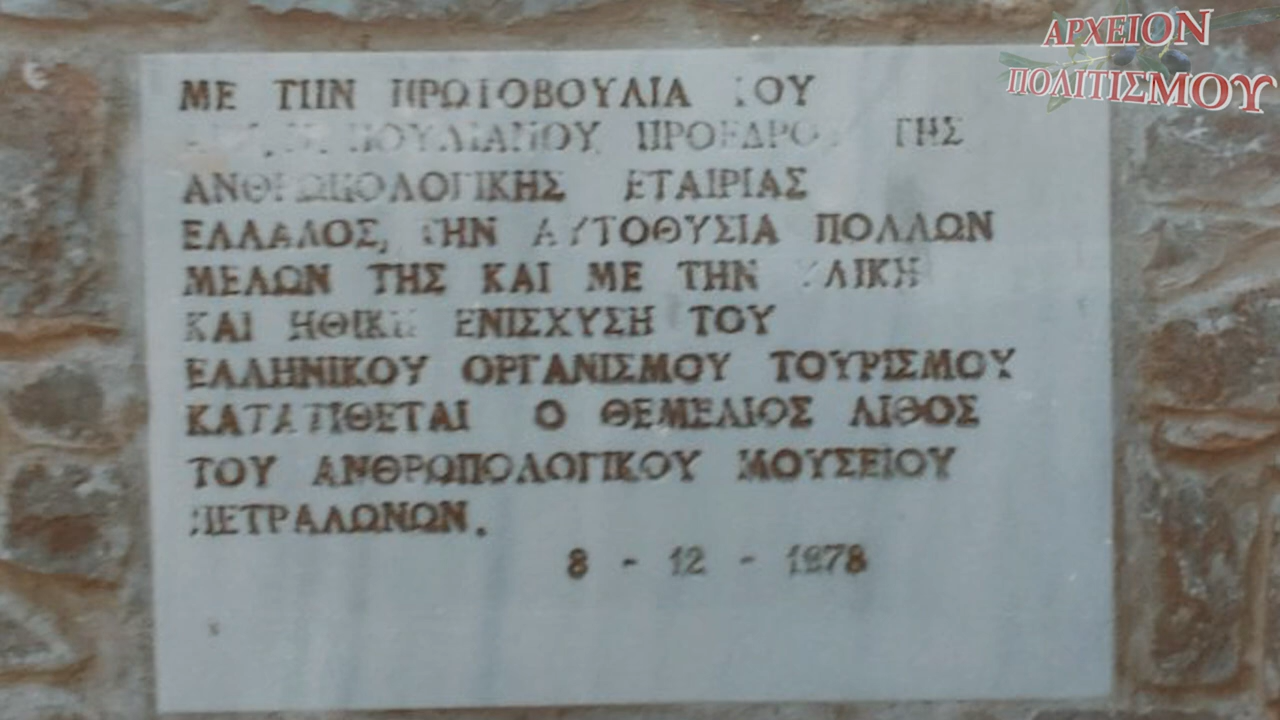 ΑΡΧΕΙΟΝ
ΠΟΛΙΤΙΣΜΟΥ
ΜΕ ΤΗΝ ΠΡΩΤΟΒΟΥΛΙΑ ΤΟΥ
ΠΟΥΛΙΑΝΟΥ ΠΡΟΕΔΡΟΥ ΤΗΣ
ΑΝΘΡΩΠΟΛΟΓΙΚΗΣ ΕΤΑΙΡΙΑΣ
ΕΛΛΑΔΟΣ, ΤΗΝ ΑΥΤΟΘΥΣΙΑ ΠΟΛΛΩΝ
ΜΕΛΩΝ ΤΗΣ ΚΑΙ ΜΕ ΤΗΝ ΥΛΙΚΗ
ΚΑΙ ΗΘΙΚΗ ΕΝΙΣΧΥΣΗ ΤΟΥ
ΕΛΛΗΝΙΚΟΥ ΟΡΓΑΝΙΣΜΟΥ ΤΟΥΡΙΣΜΟΥ
ΚΑΤΑΤΙΘΕΤΑΙ Ο ΘΕΜΕΛΙΟΣ ΛΙΘΟΣ
ΤΟΥ ΑΝΘΡΩΠΟΛΟΓΙΚΟΥ ΜΟΥΣΕΙΟΥ
ΠΕΤΡΑΛΩΝΩΝ.
8 - 12 - 1978